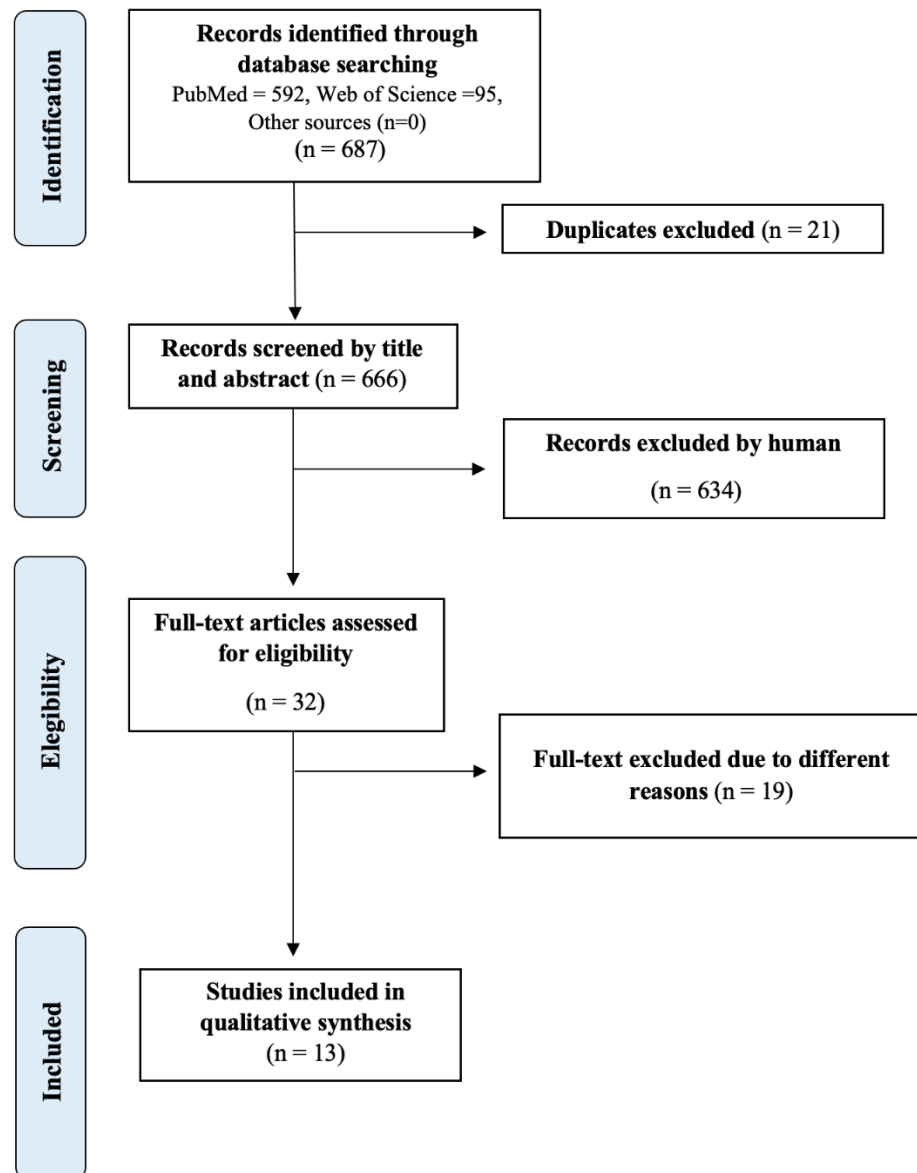 Identification
Records identified through
database searching
PubMed = 592, Web of Science =95,
Other sources (n=0)
(n = 687)
Duplicates excluded (n = 21)
Screening
Records screened by title
and abstract (n = 666)
Records excluded by human
(n = 634)
Elegibility
Full-text articles assessed
for eligibility
(n = 32)
Full-text excluded due to different
reasons (n = 19)
Included
Studies included in
qualitative synthesis
(n = 13)